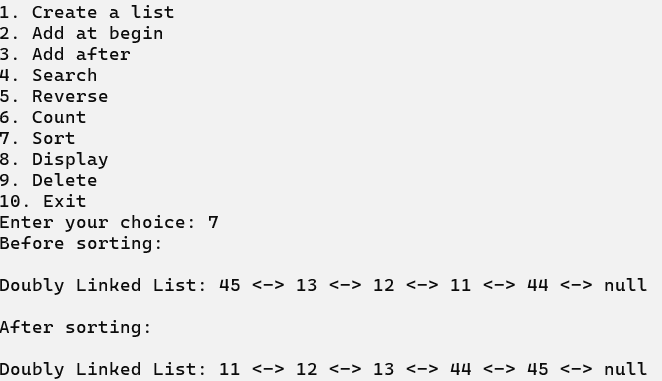 1. Create a list
2. Add at begin
3. Add after
4. Search
5. Reverse
6. Count
7. Sort
8. Display
9. Delete
10. Exit
Enter your choice: 7
Before sorting:
Doubly Linked List: 45 <-> 13 <-> 12 <-> 11 <-> 44 <-> null
After sorting:
Doubly Linked List: 11 <-> 12 <-> 13 <-> 44 <-> 45 <-> null